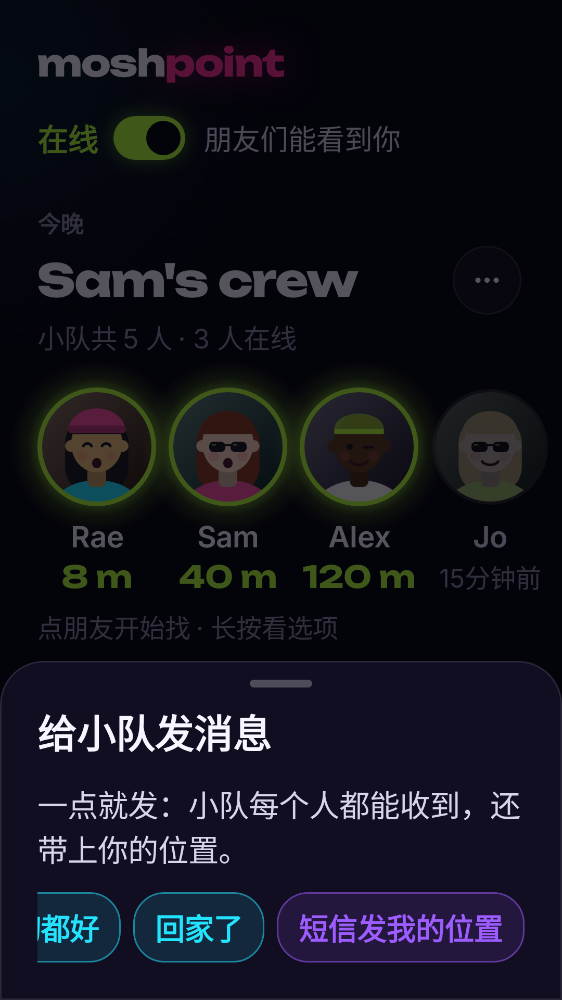 moshpoint
在线 朋友们能看到你
今晚
Sam's crew
小队共 5 人 · 3 人在线
Rae Sam Alex Jo
8 m 40 m 120 m 15分钟前
点朋友开始找 · 长按看选项
给小队发消息
一点就发：小队每个人都能收到，还
带上你的位置。
都好 回家了 短信发我的位置